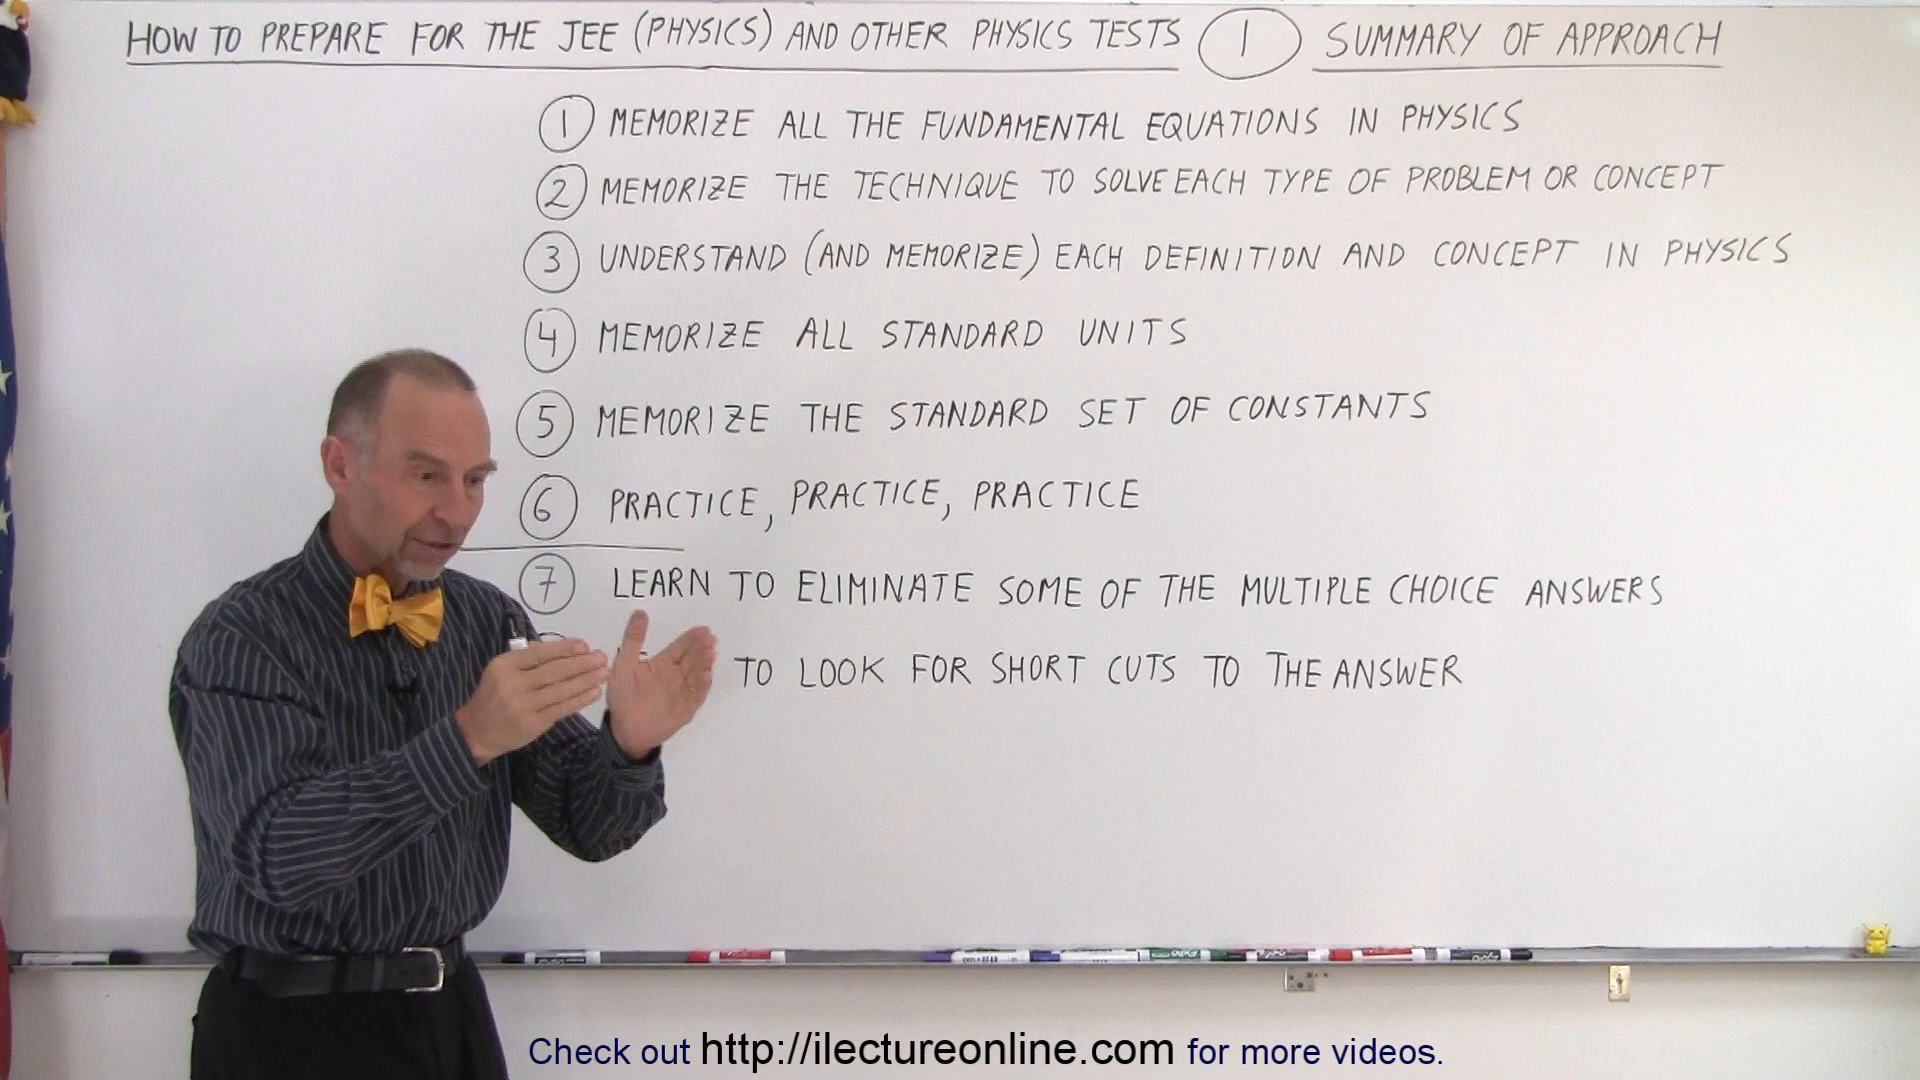 HOW TO PREPARE FOR THE JEE (PHYSICS) AND OTHER PHYSICS TESTS 1 SUMMARY OF APPROACH
1 MEMORIZE ALL THE FUNDAMENTAL EQUATIONS IN PHYSICS
2 MEMORIZE THE TECHNIQUE TO SOLVE EACH TYPE OF PROBLEM OR CONCEPT
3 UNDERSTAND (AND MEMORIZE) EACH DEFINITION AND CONCEPT IN PHYSICS
4 MEMORIZE ALL STANDARD UNITS
5 MEMORIZE THE STANDARD SET OF CONSTANTS
6 PRACTICE, PRACTICE, PRACTICE
7 LEARN TO ELIMINATE SOME OF THE MULTIPLE CHOICE ANSWERS
TO LOOK FOR SHORT CUTS TO THE ANSWER
Check out http://ilectureonline.com for more videos.